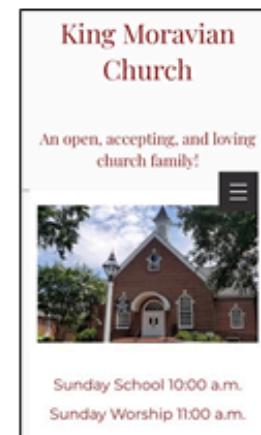 King Moravian
Church
An open, accepting, and loving
church family!
Sunday School 10:00 a.m.
Sunday Worship 11:00 a.m.